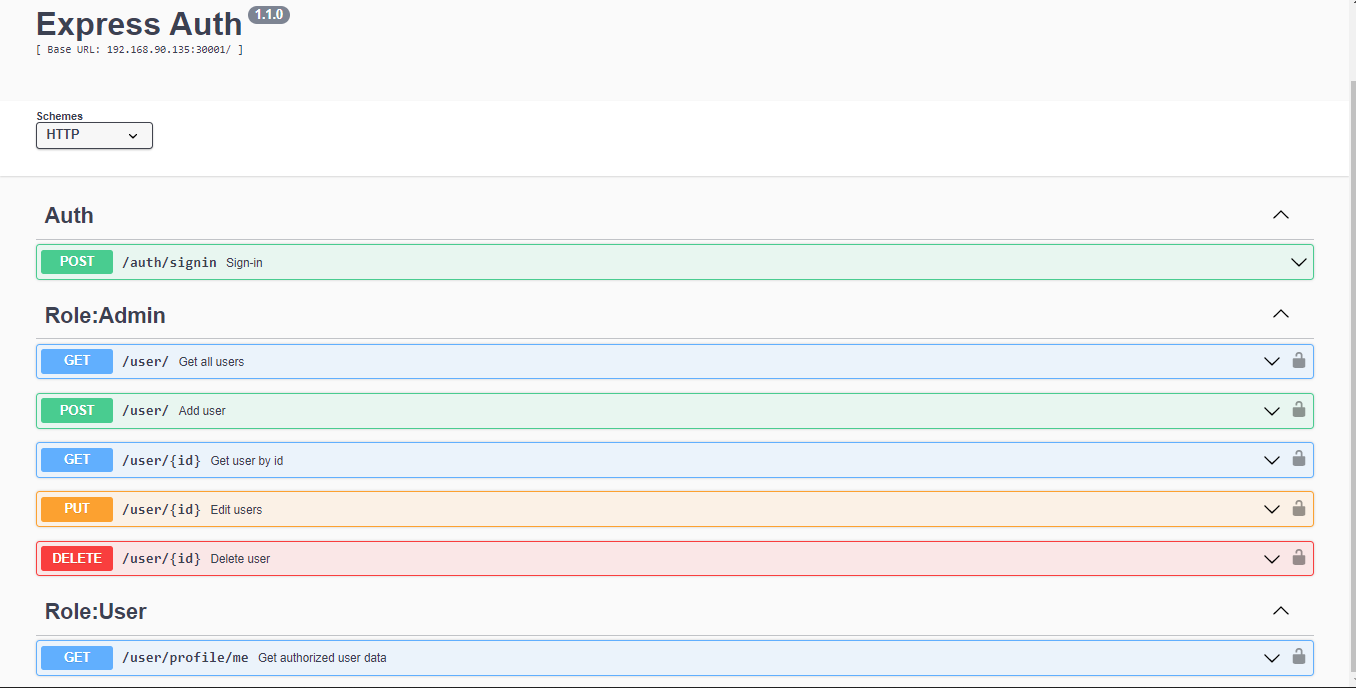 Express Auth 1.1.0
[ Base URL: 192.168.90.135:30001/ ]
Schemes
HTTP
Auth
POST /auth/signin Sign-in
Role:Admin
GET /user/ Get all users
POST /user/ Add user
GET /user/{id} Get user by id
PUT /user/{id} Edit users
DELETE /user/{id} Delete user
Role:User
GET /user/profile/me Get authorized user data